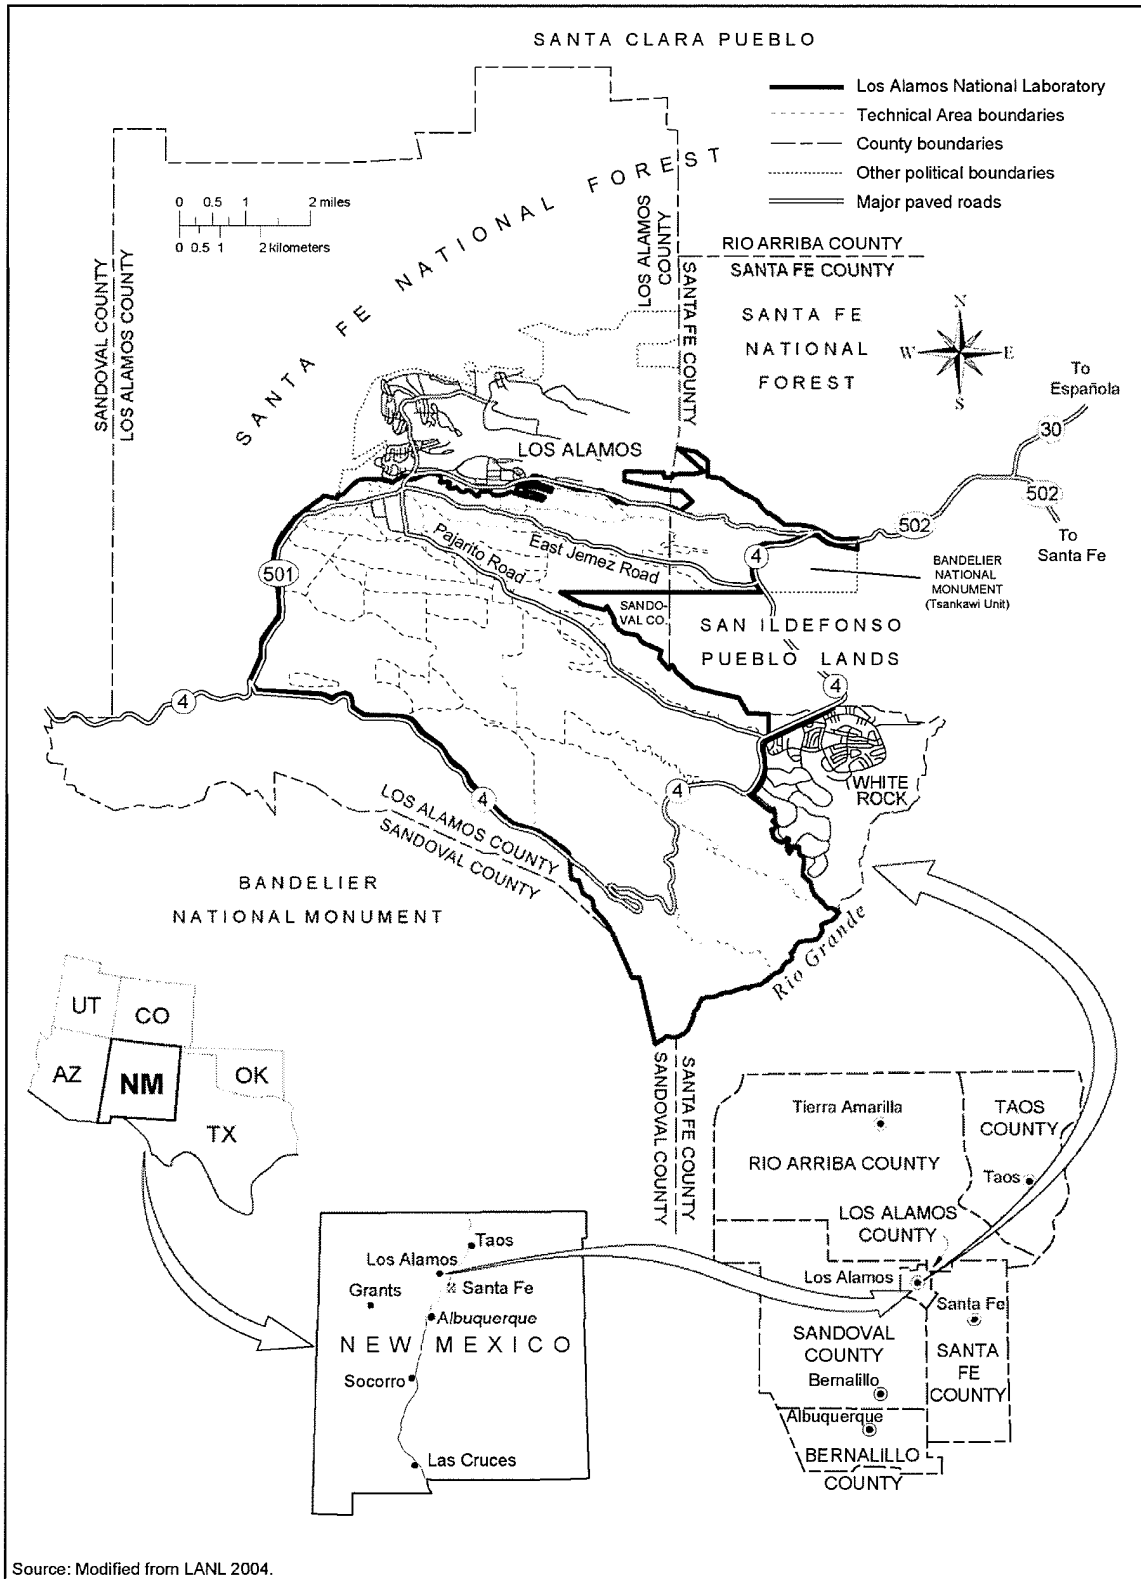 SANTA CLARA PUEBLO
Los Alamos National Laboratory
Technical Area boundaries
County boundaries
Other political boundaries
Major paved roads
0 0.5 1 2 miles
0 0.5 1 2 kilometers
SANTA FE NATIONAL FOREST
SANDOVAL COUNTY
LOS ALAMOS COUNTY
LOS ALAMOS
COUNTY
SANTA FE COUNTY
RIO ARRIBA COUNTY
SANTA FE COUNTY
SANTA FE
NATIONAL
FOREST
N
W
E
S
To
Española
30
502
502
To
Santa Fe
LOS ALAMOS
Pajarito Road
East Jemez Road
4
501
BANDELIER
NATIONAL
MONUMENT
(Tsankawi Unit)
SANDO-
VAL CO.
SAN ILDEFONSO
PUEBLO LANDS
4
4
WHITE
ROCK
4
4
LOS ALAMOS COUNTY
SANDOVAL COUNTY
BANDELIER
NATIONAL MONUMENT
Rio Grande
UT
CO
AZ
NM
OK
TX
SANDOVAL COUNTY
SANTA FE COUNTY
Tierra Amarilla
TAOS
COUNTY
RIO ARRIBA COUNTY
Taos
LOS ALAMOS
COUNTY
Los Alamos
Santa Fe
SANDOVAL
COUNTY
SANTA
FE
COUNTY
Bernalillo
Albuquerque
BERNALILLO
COUNTY
Taos
Los Alamos
Santa Fe
Grants
Albuquerque
NEW MEXICO
Socorro
Las Cruces
Source: Modified from LANL 2004.